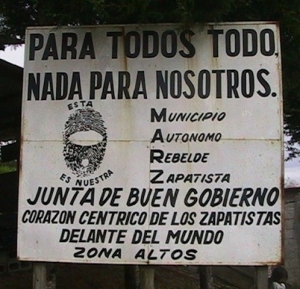 PARA TODOS TODO.
NADA PARA NOSOTROS.
ESTA
ES NUESTRA
MUNICIPIO
AUTONOMO
REBELDE
ZAPATISTA
JUNTA DE BUEN GOBIERNO
CORAZON CENTRICO DE LOS ZAPATISTAS
DELANTE DEL MUNDO
ZONA ALTOS